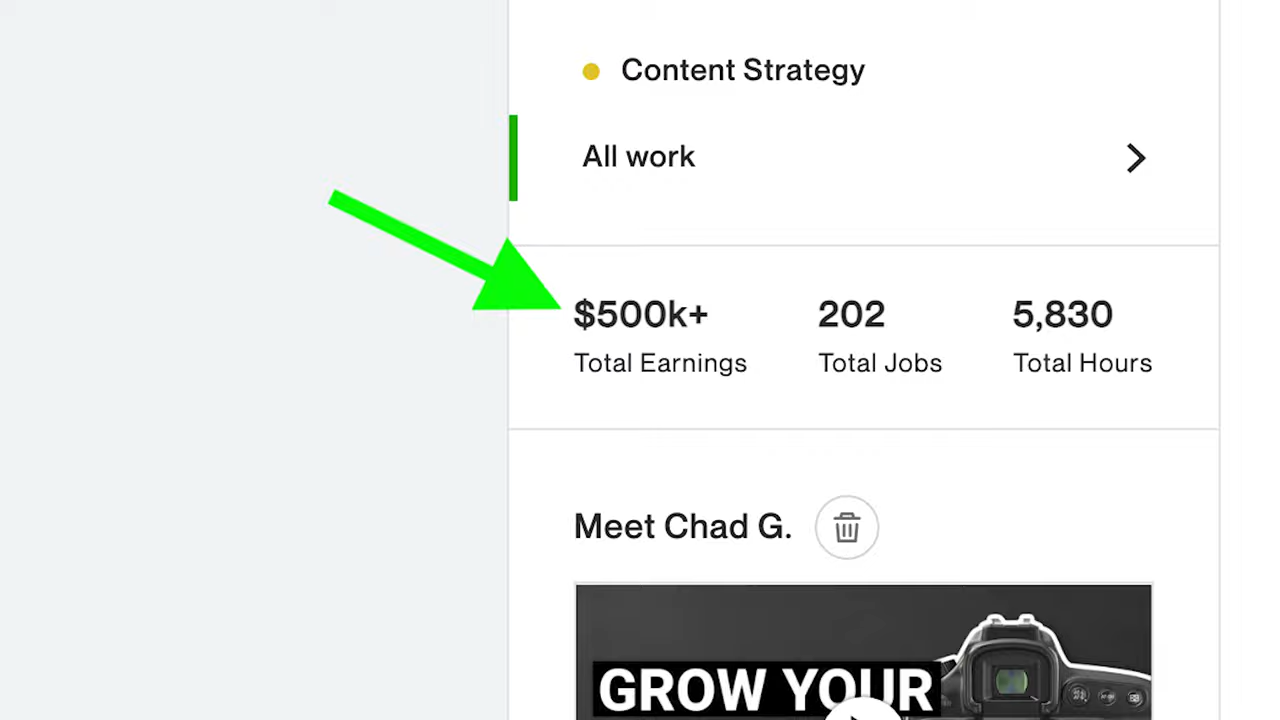 Content Strategy
All work
$500k+ 202 5,830
Total Earnings Total Jobs Total Hours
Meet Chad G.
GROW YOUR